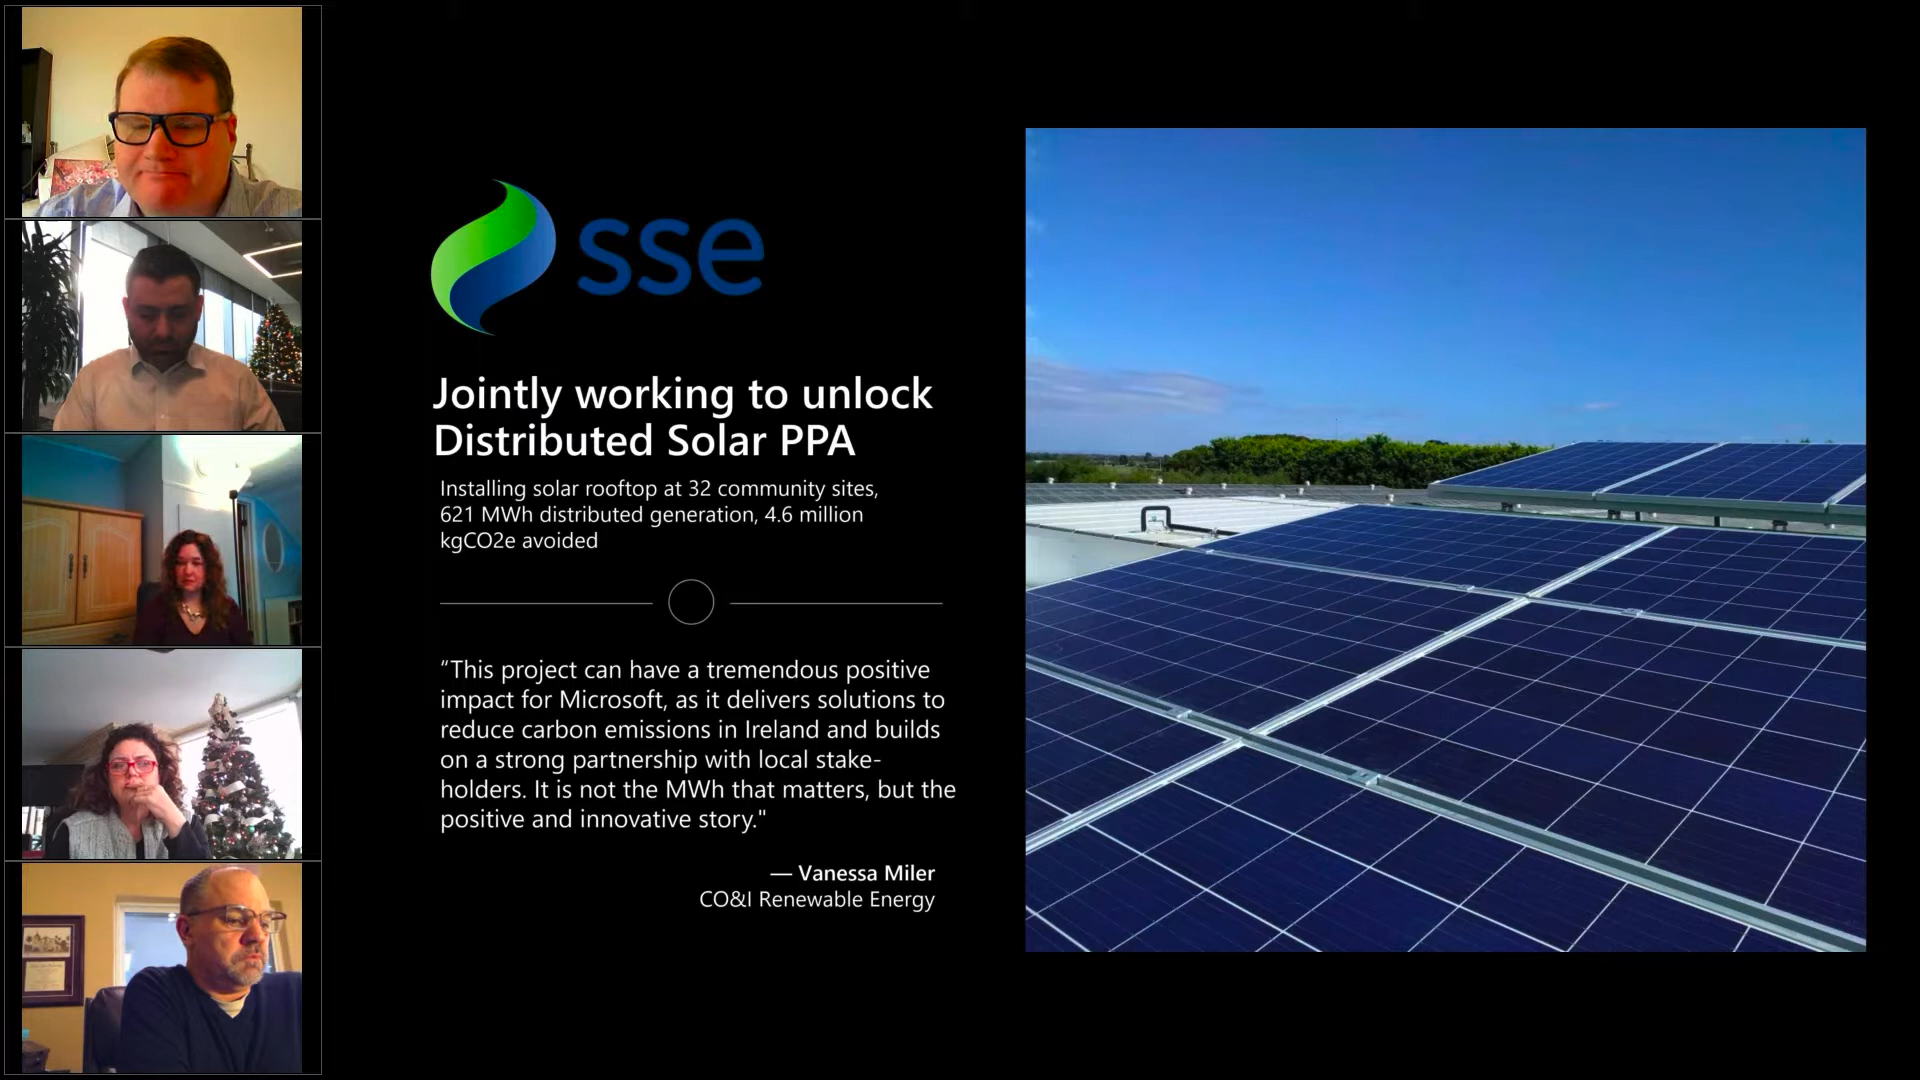 sse
Jointly working to unlock
Distributed Solar PPA
Installing solar rooftop at 32 community sites,
621 MWh distributed generation, 4.6 million
kgCO2e avoided
“This project can have a tremendous positive
impact for Microsoft, as it delivers solutions to
reduce carbon emissions in Ireland and builds
on a strong partnership with local stake-
holders. It is not the MWh that matters, but the
positive and innovative story."
— Vanessa Miler
CO&I Renewable Energy